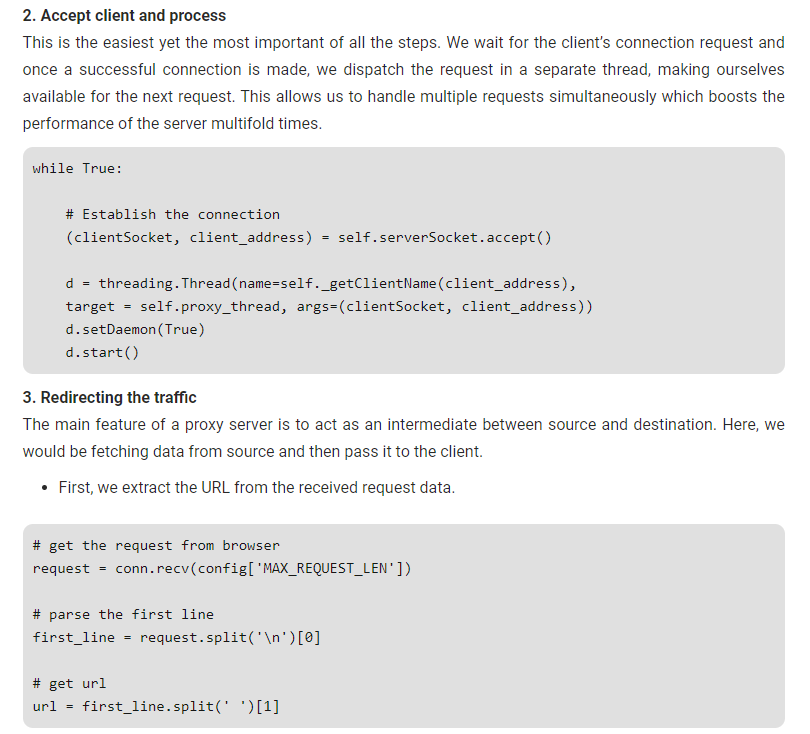 2. Accept client and process
This is the easiest yet the most important of all the steps. We wait for the client’s connection request and
once a successful connection is made, we dispatch the request in a separate thread, making ourselves
available for the next request. This allows us to handle multiple requests simultaneously which boosts the
performance of the server multifold times.
while True:
    # Establish the connection
    (clientSocket, client_address) = self.serverSocket.accept()
    d = threading.Thread(name=self._getClientName(client_address),
    target = self.proxy_thread, args=(clientSocket, client_address))
    d.setDaemon(True)
    d.start()
3. Redirecting the traffic
The main feature of a proxy server is to act as an intermediate between source and destination. Here, we
would be fetching data from source and then pass it to the client.
• First, we extract the URL from the received request data.
# get the request from browser
request = conn.recv(config['MAX_REQUEST_LEN'])
# parse the first line
first_line = request.split('\n')[0]
# get url
url = first_line.split(' ')[1]